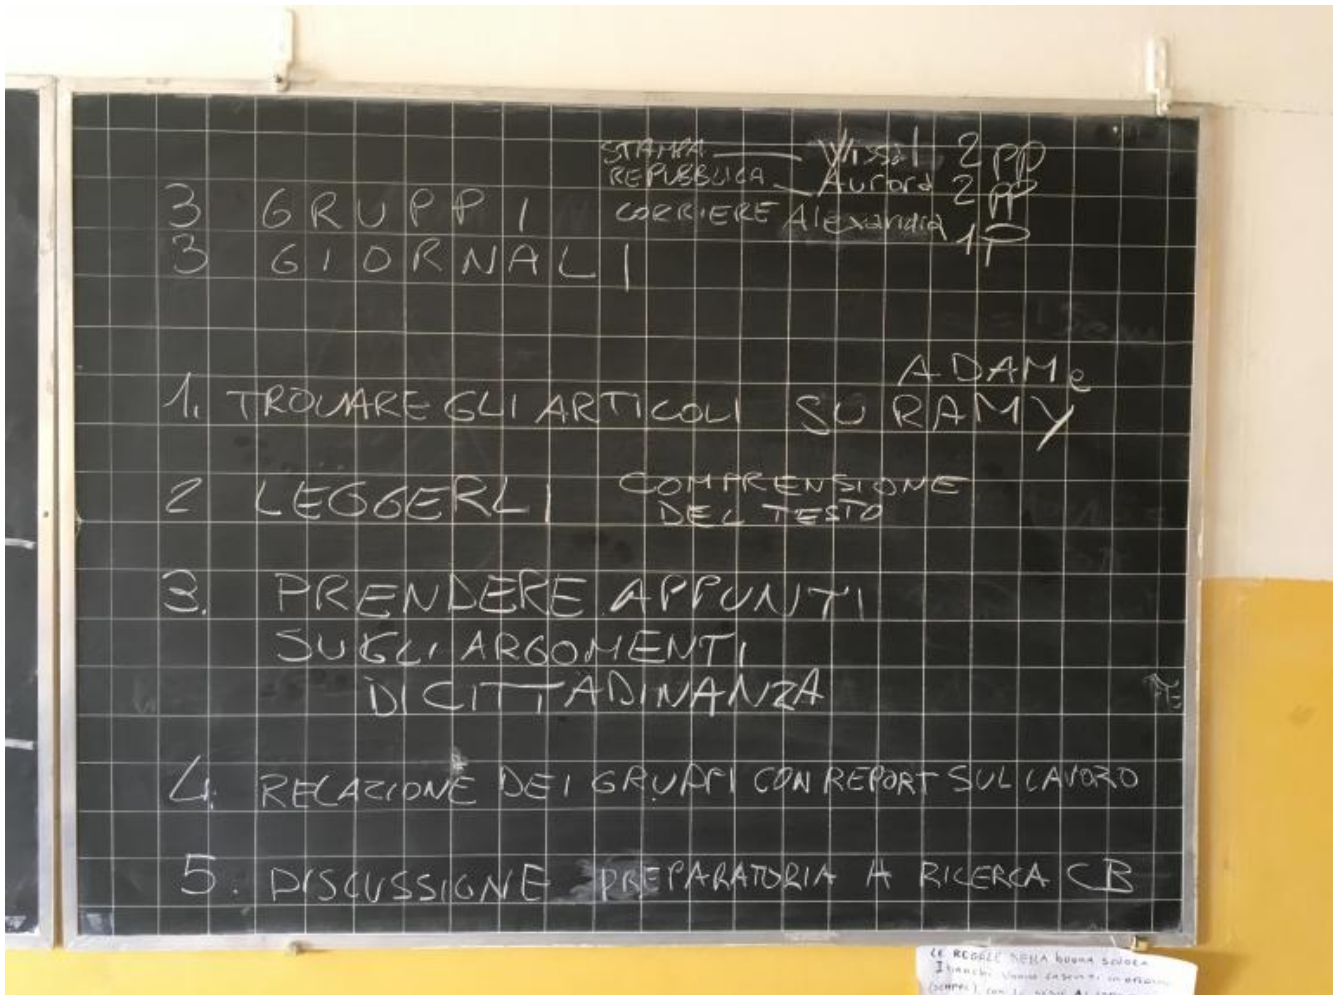 STAMPA Wissal 2 PP
REPUBBLICA Aurora 2 PP
3 GRUPPI CORRIERE Alexandra 1P
3 GIORNALI
ADAM e
1. TROVARE GLI ARTICOLI SU RAMY
2 LEGGERLI COMPRENSIONE
DEL TESTO
3. PRENDERE APPUNTI
SUGLI ARGOMENTI
DI CITTADINANZA
4. RELAZIONE DEI GRUPPI CON REPORT SUL LAVORO
5. DISCUSSIONE PREPARATORIA A RICERCA CB
LE REGOLE DELLA buona scuola